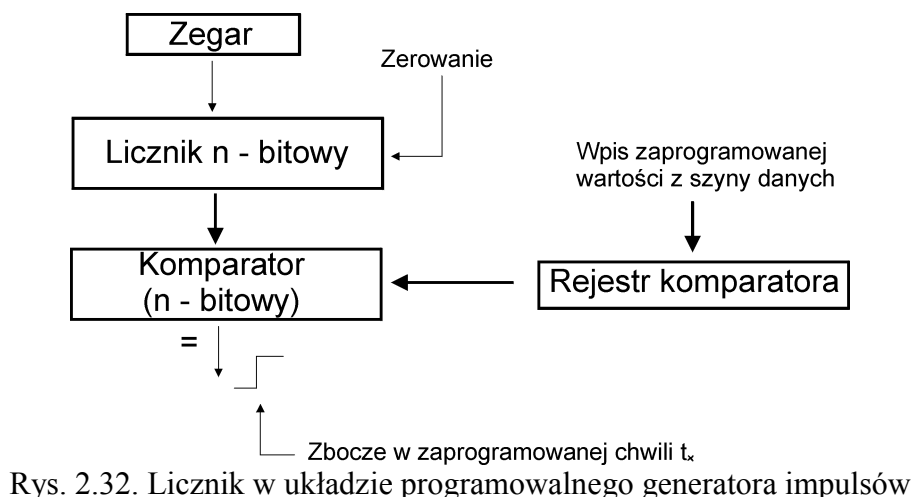 Zegar
Zerowanie
Licznik n - bitowy
Wpis zaprogramowanej
wartości z szyny danych
Komparator
(n - bitowy)
Rejestr komparatora
=
Zbocze w zaprogramowanej chwili tₓ
Rys. 2.32. Licznik w układzie programowalnego generatora impulsów